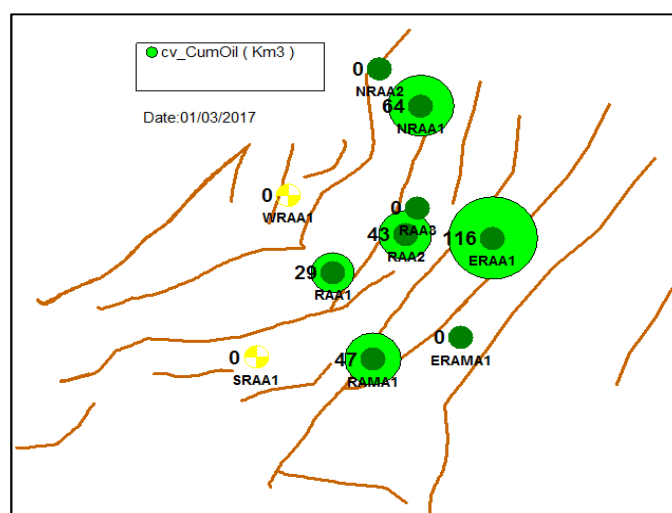 cv_CumOil ( Km3 )
Date:01/03/2017
0
NRAA2
64
NRAA1
0
WRAA1
0
RAA3
43
RAA2
116
ERAA1
29
RAA1
0
ERAMA1
0
SRAA1
47
RAMA1